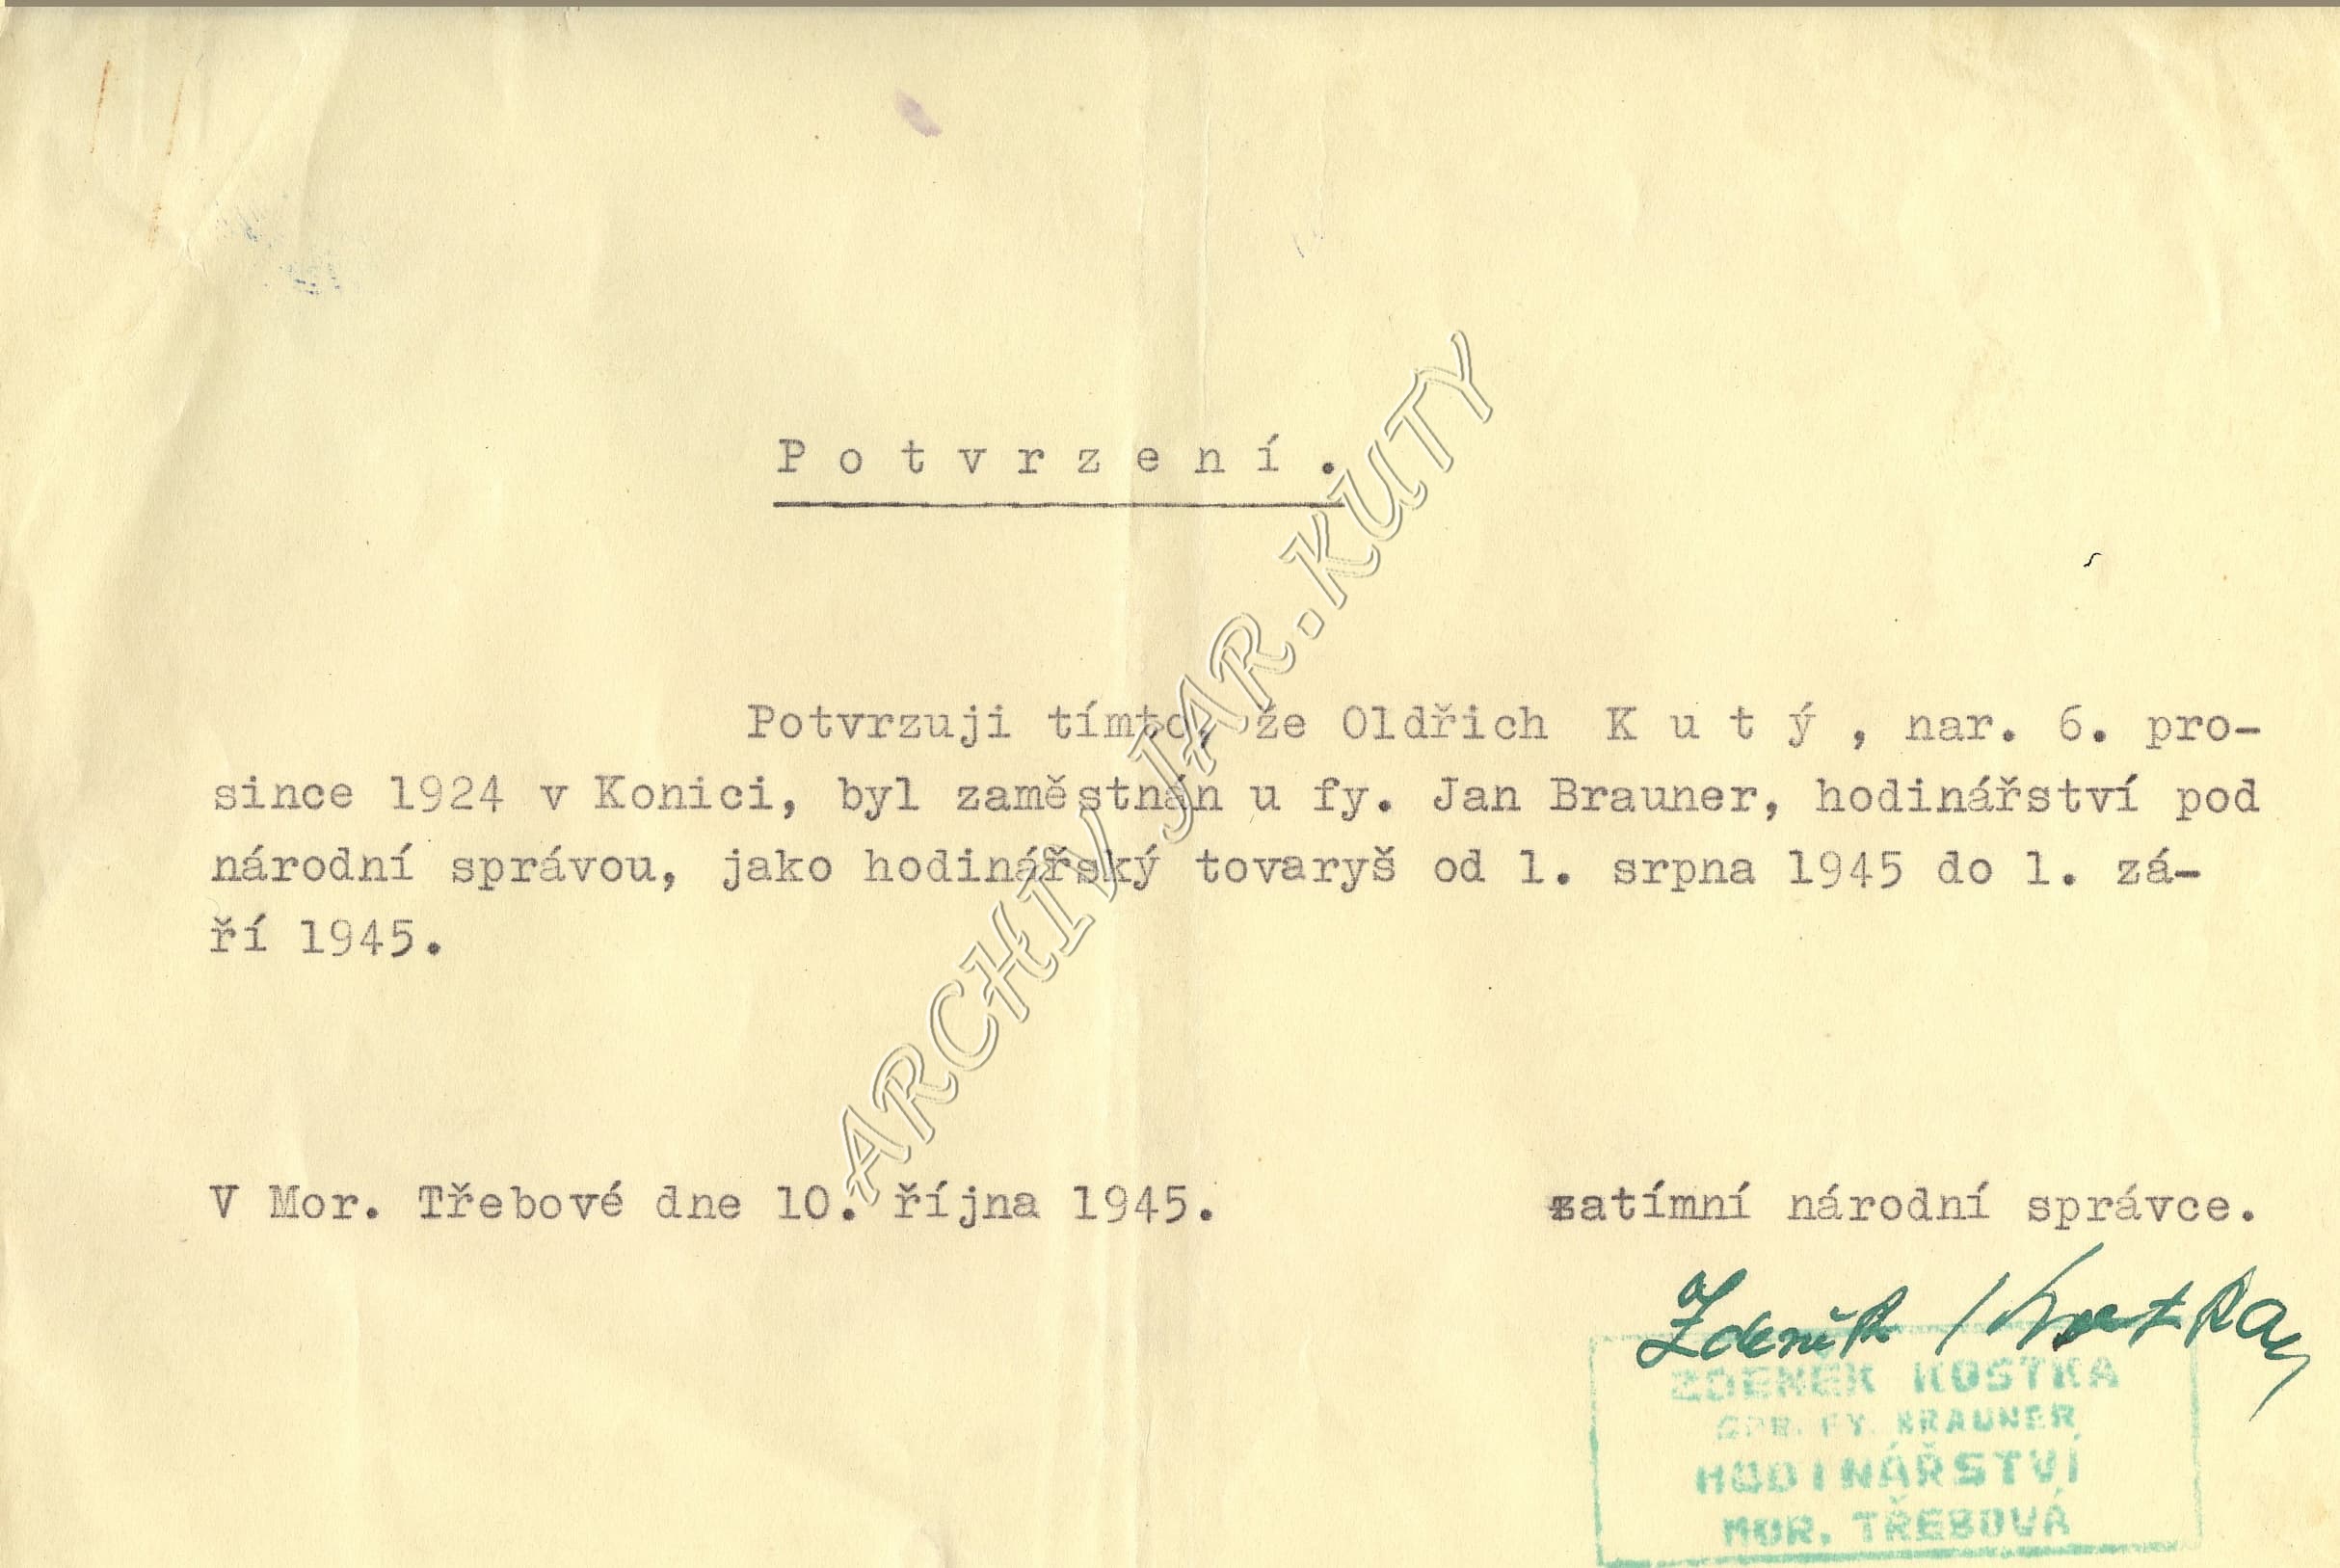 P o t v r z e n í .
Potvrzuji tímto, že Oldřich K u t ý , nar. 6. pro-
since 1924 v Konici, byl zaměstnán u fy. Jan Brauner, hodinářství pod
národní správou, jako hodinářský tovaryš od 1. srpna 1945 do 1. zá-
ří 1945.
V Mor. Třebové dne 10. října 1945. zatímní národní správce.
Zdeněk Kostka
ZDENĚK KOSTKA
SPR. FY. BRAUNER
HODINÁŘSTVÍ
MOR. TŘEBOVÁ
ARCHIV JAR.KUTY